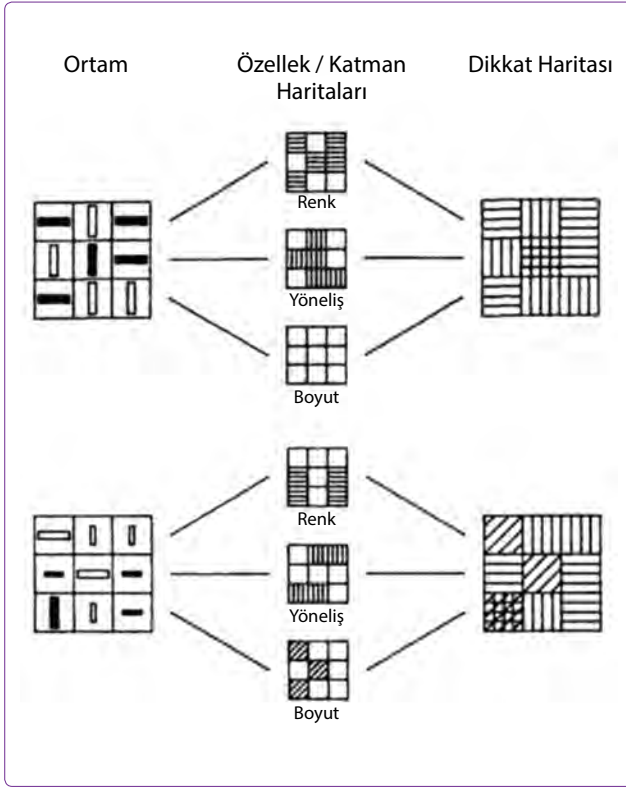 Ortam
Özellek / Katman
Haritaları
Dikkat Haritası
Renk
Yöneliş
Boyut
Renk
Yöneliş
Boyut